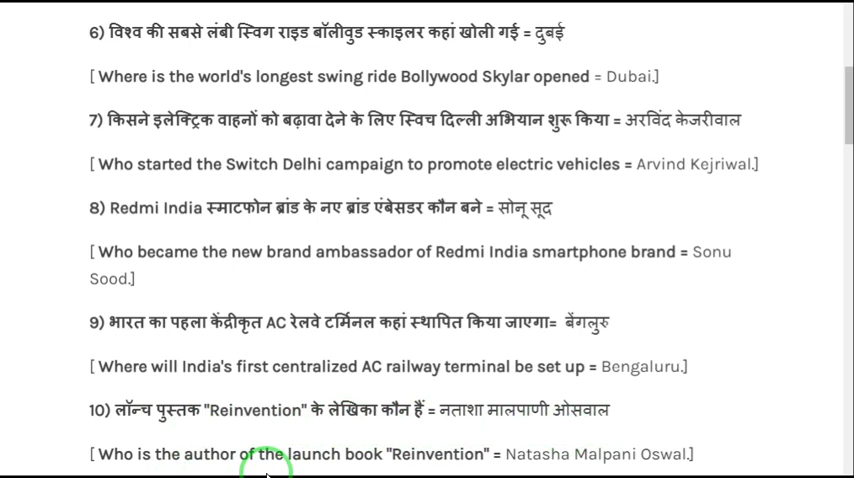 6) विश्व की सबसे लंबी स्विग राइड बॉलीवुड स्काइलर कहां खोली गई = दुबई
[ Where is the world's longest swing ride Bollywood Skylar opened = Dubai.]
7) किसने इलेक्ट्रिक वाहनों को बढ़ावा देने के लिए स्विच दिल्ली अभियान शुरू किया = अरविंद केजरीवाल
[ Who started the Switch Delhi campaign to promote electric vehicles = Arvind Kejriwal.]
8) Redmi India स्माटफोन ब्रांड के नए ब्रांड एंबेसडर कौन बने = सोनू सूद
[ Who became the new brand ambassador of Redmi India smartphone brand = Sonu
Sood.]
9) भारत का पहला केंद्रीकृत AC रेलवे टर्मिनल कहां स्थापित किया जाएगा= बेंगलुरु
[ Where will India's first centralized AC railway terminal be set up = Bengaluru.]
10) लॉन्च पुस्तक "Reinvention" के लेखिका कौन हैं = नताशा मालपाणी ओसवाल
[ Who is the author of the launch book "Reinvention" = Natasha Malpani Oswal.]